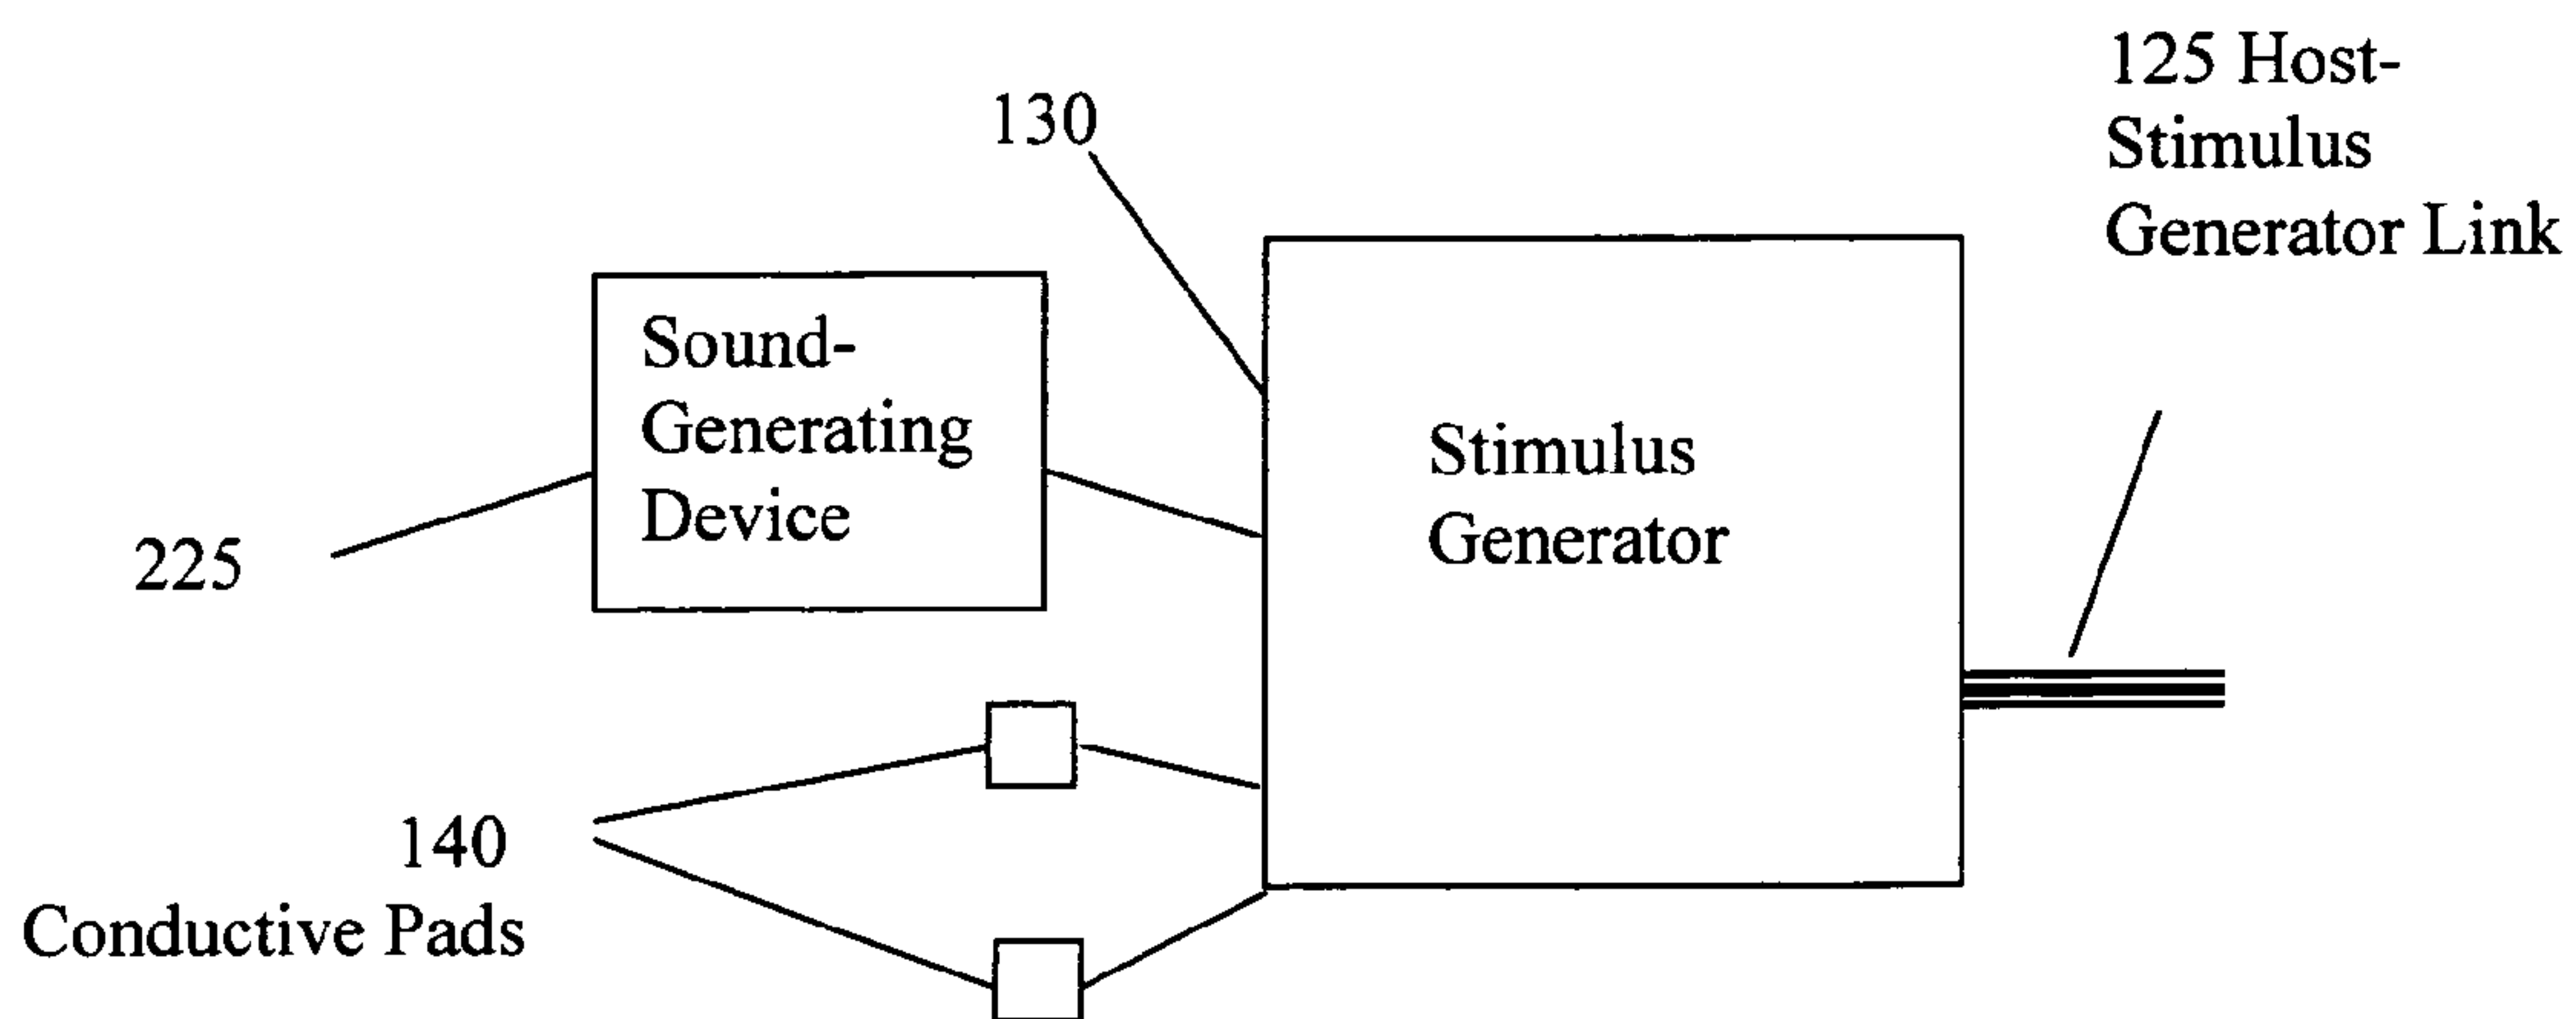 125 Host-
Stimulus
Generator Link
130
Sound-
Generating
Device
Stimulus
Generator
225
140
Conductive Pads